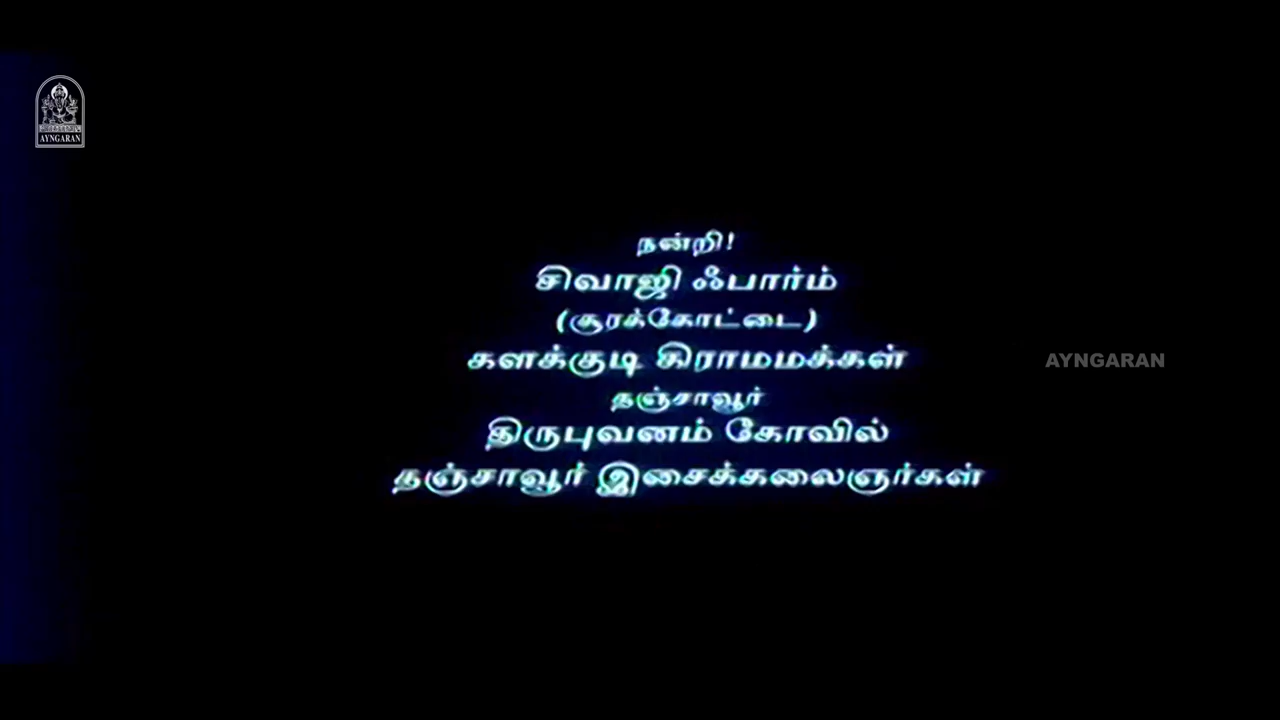 AYNGARAN
நன்றி!
சிவாஜி ஃபார்ம்
(சூரக்கோட்டை)
களக்குடி கிராமமக்கள்
AYNGARAN
தஞ்சாவூர்
திருபுவனம் கோவில்
தஞ்சாவூர் இசைக்கலைஞர்கள்